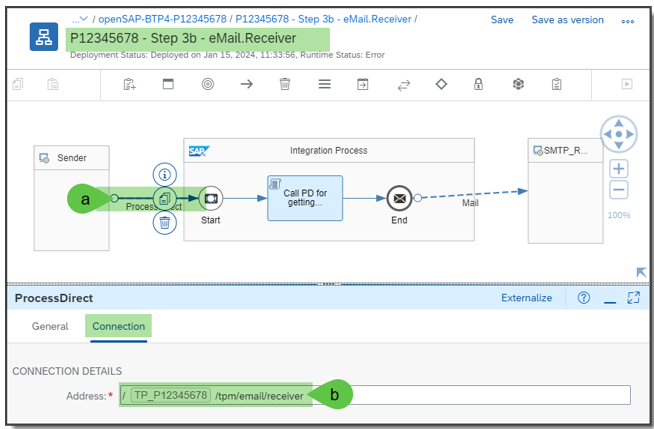 ...∨ / openSAP-BTP4-P12345678 / P12345678 - Step 3b - eMail.Receiver /
Save
Save as version
P12345678 - Step 3b - eMail.Receiver
Deployment Status: Deployed on Jan 15, 2024, 11:33:56, Runtime Status: Error
Sender
SAP
Integration Process
SMTP_R...
Call PD for
getting...
a
Start
End
Mail
100%
ProcessDirect
Externalize
General
Connection
CONNECTION DETAILS
Address: * / TP_P12345678 /tpm/email/receiver
b